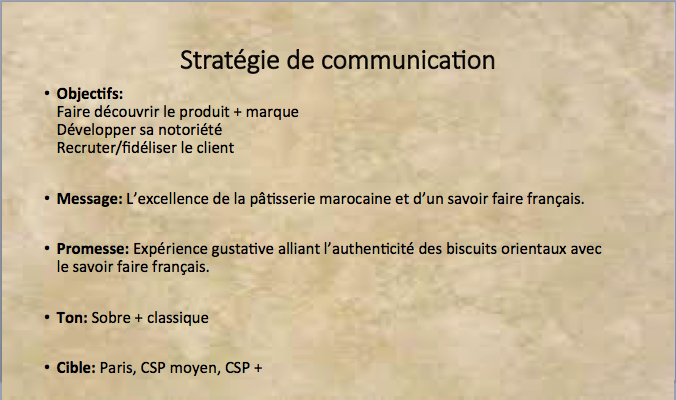 Stratégie de communication
• Objectifs:
Faire découvrir le produit + marque
Développer sa notoriété
Recruter/fidéliser le client
• Message: L’excellence de la pâtisserie marocaine et d’un savoir faire français.
• Promesse: Expérience gustative alliant l’authenticité des biscuits orientaux avec
le savoir faire français.
• Ton: Sobre + classique
• Cible: Paris, CSP moyen, CSP +